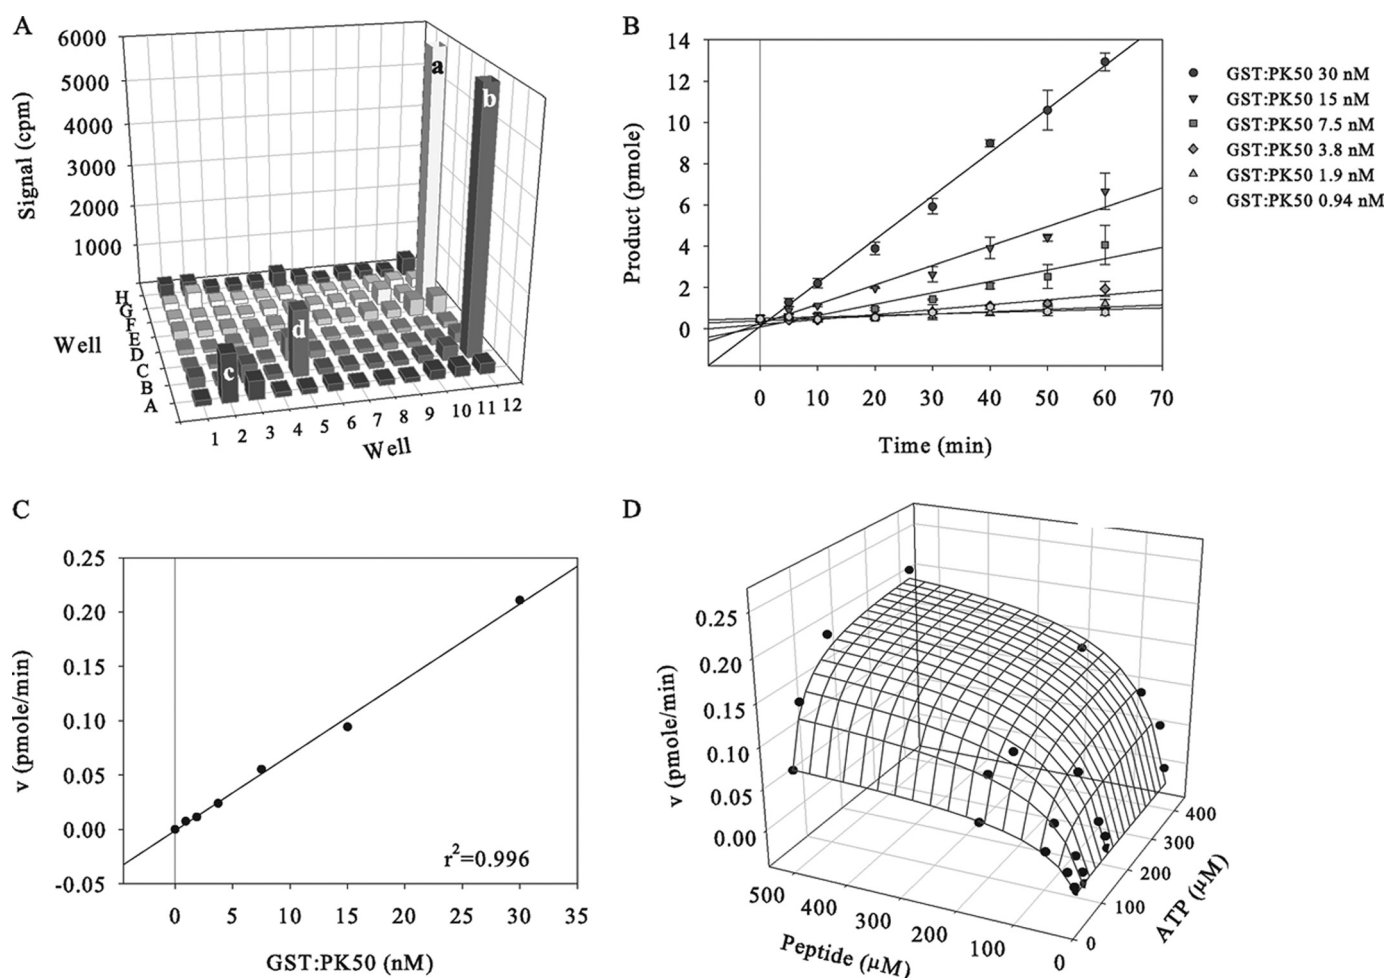 A
6000
5000
4000
3000
2000
1000
Signal (cpm)
a
b
c
d
H
G
F
E
D
C
B
A
Well
1 2 3 4 5 6 7 8 9 10 11 12
Well
B
14
12
10
8
6
4
2
0
Product (pmole)
0 10 20 30 40 50 60 70
Time (min)
GST:PK50 30 nM
GST:PK50 15 nM
GST:PK50 7.5 nM
GST:PK50 3.8 nM
GST:PK50 1.9 nM
GST:PK50 0.94 nM
C
0.25
0.20
0.15
0.10
0.05
0.00
-0.05
v (pmole/min)
r²=0.996
0 5 10 15 20 25 30 35
GST:PK50 (nM)
D
0.25
0.20
0.15
0.10
0.05
0.00
v (pmole/min)
500 400 300 200 100 0
Peptide (µM)
400
300
200
100
0
ATP (µM)